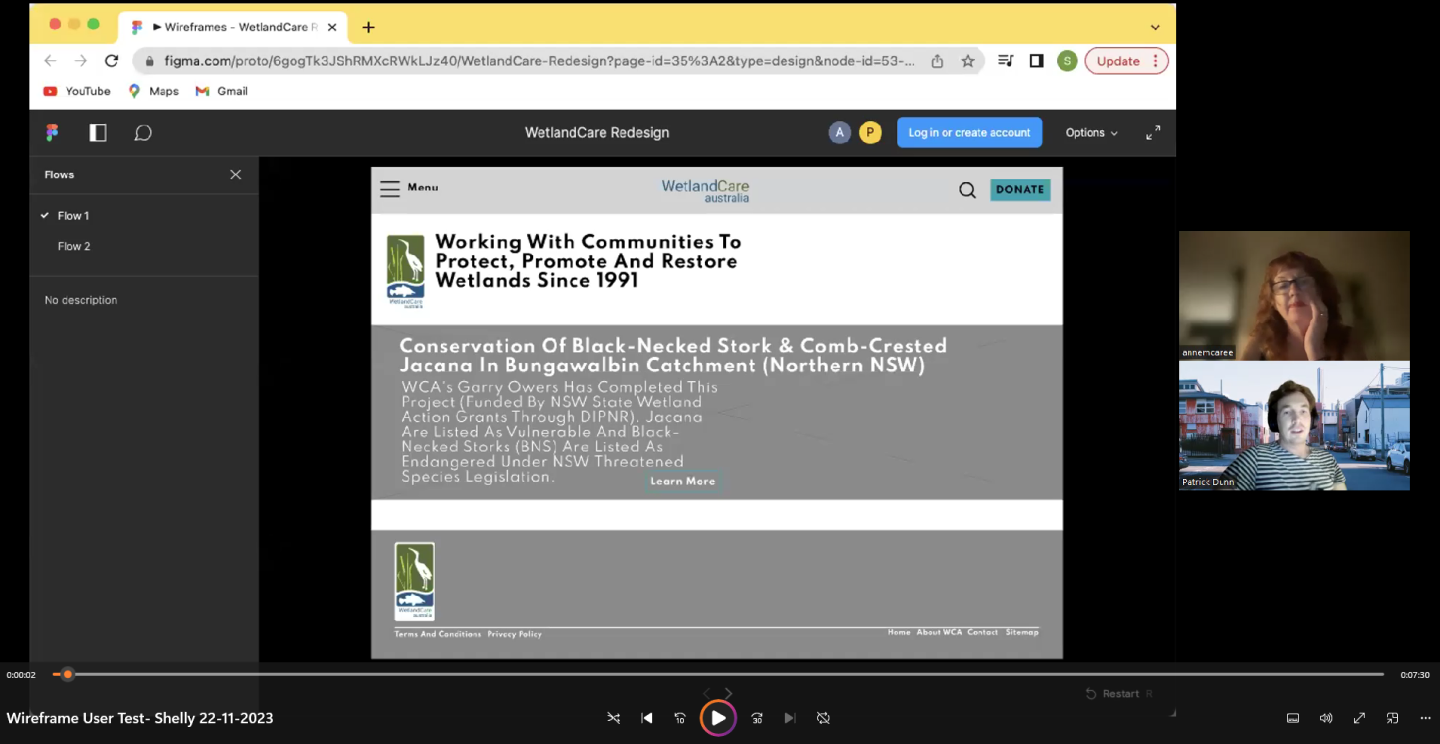 Wireframes - WetlandCare R
figma.com/proto/6gogTk3JShRMXcRWkLJz40/WetlandCare-Redesign?page-id=35%3A2&type=design&node-id=53-...
S
Update
YouTube
Maps
Gmail
WetlandCare Redesign
A
P
Log in or create account
Options
Flows
Flow 1
Flow 2
No description
Menu
WetlandCare
australia
DONATE
WetlandCare
australia
Working With Communities To
Protect, Promote And Restore
Wetlands Since 1991
Conservation Of Black-Necked Stork & Comb-Crested
Jacana In Bungawalbin Catchment (Northern NSW)
WCA's Garry Owers Has Completed This
Project (Funded By NSW State Wetland
Action Grants Through DIPNR). Jacana
Are Listed As Vulnerable And Black-
Necked Storks (BNS) Are Listed As
Endangered Under NSW Threatened
Species Legislation.
Learn More
WetlandCare
australia
Terms And Conditions Privacy Policy
Home About WCA Contact Sitemap
annemcaree
Patrick Dunn
0:00:02
0:07:30
Restart R
Wireframe User Test- Shelly 22-11-2023
10
30